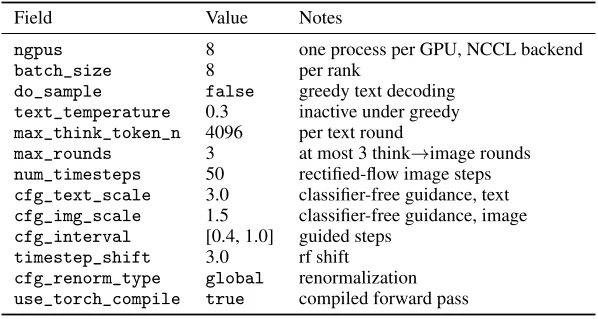 Field Value Notes
ngpus 8 one process per GPU, NCCL backend
batch_size 8 per rank
do_sample false greedy text decoding
text_temperature 0.3 inactive under greedy
max_think_token_n 4096 per text round
max_rounds 3 at most 3 think→image rounds
num_timesteps 50 rectified-flow image steps
cfg_text_scale 3.0 classifier-free guidance, text
cfg_img_scale 1.5 classifier-free guidance, image
cfg_interval [0.4, 1.0] guided steps
timestep_shift 3.0 rf shift
cfg_renorm_type global renormalization
use_torch_compile true compiled forward pass